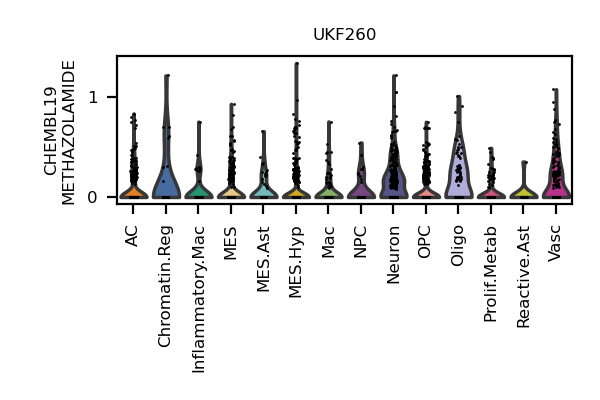 UKF260
CHEMBL19
METHAZOLAMIDE
1
0
AC
Chromatin.Reg
Inflammatory.Mac
MES
MES.Ast
MES.Hyp
Mac
NPC
Neuron
OPC
Oligo
Prolif.Metab
Reactive.Ast
Vasc